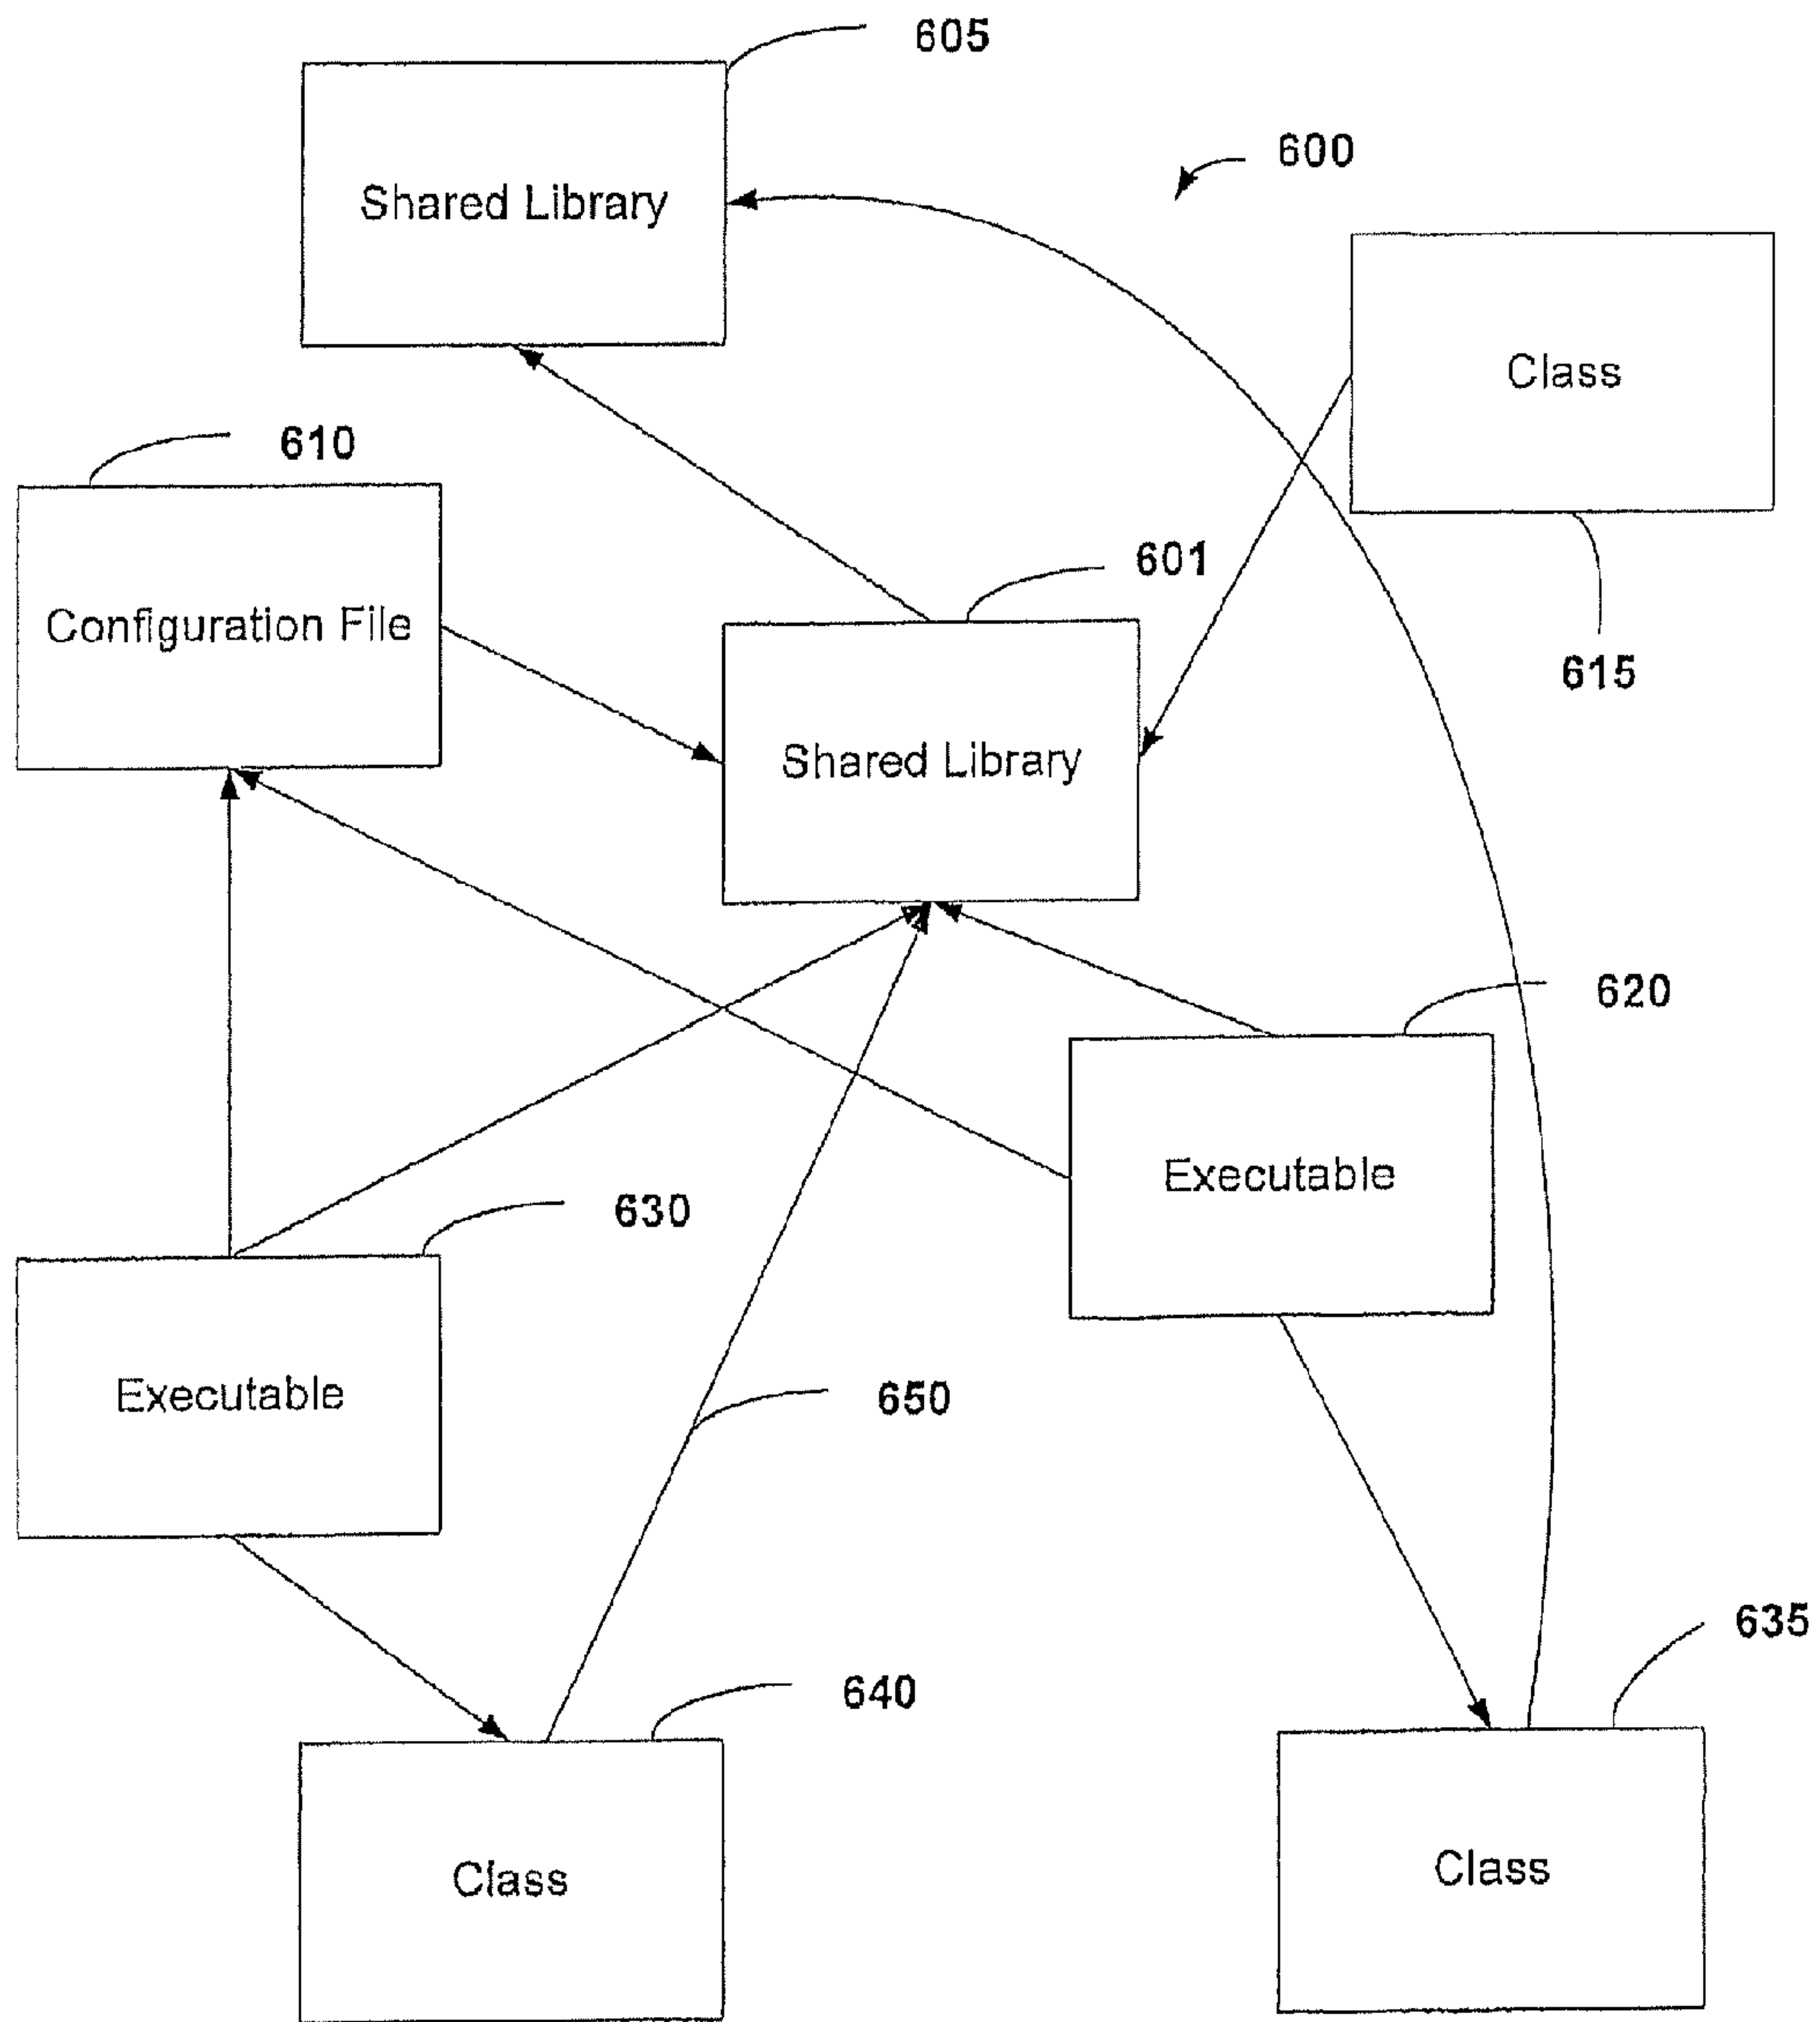 605
Shared Library
600
Class
610
601
Configuration File
615
Shared Library
620
Executable
630
Executable
650
635
640
Class
Class